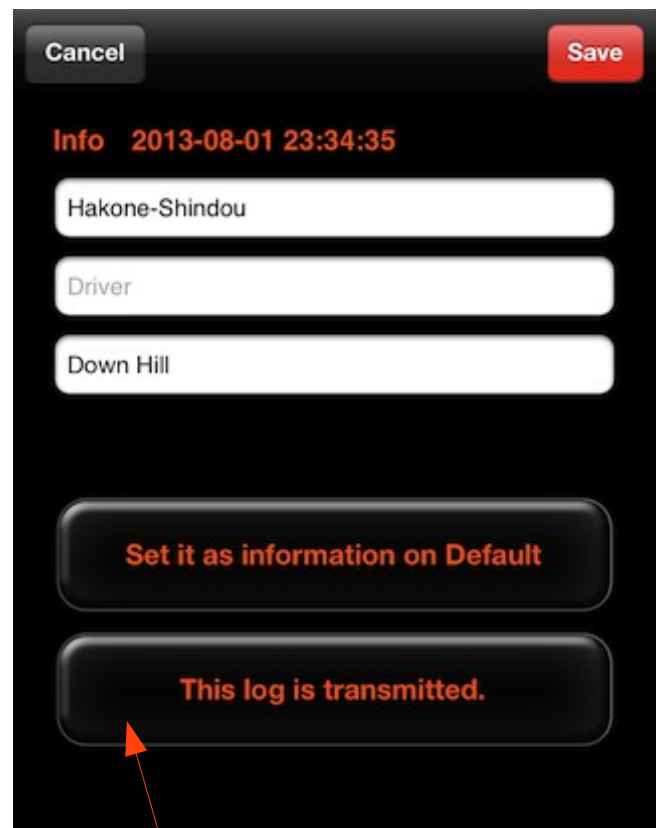 Cancel Save
Info 2013-08-01 23:34:35
Hakone-Shindou
Driver
Down Hill
Set it as information on Default
This log is transmitted.